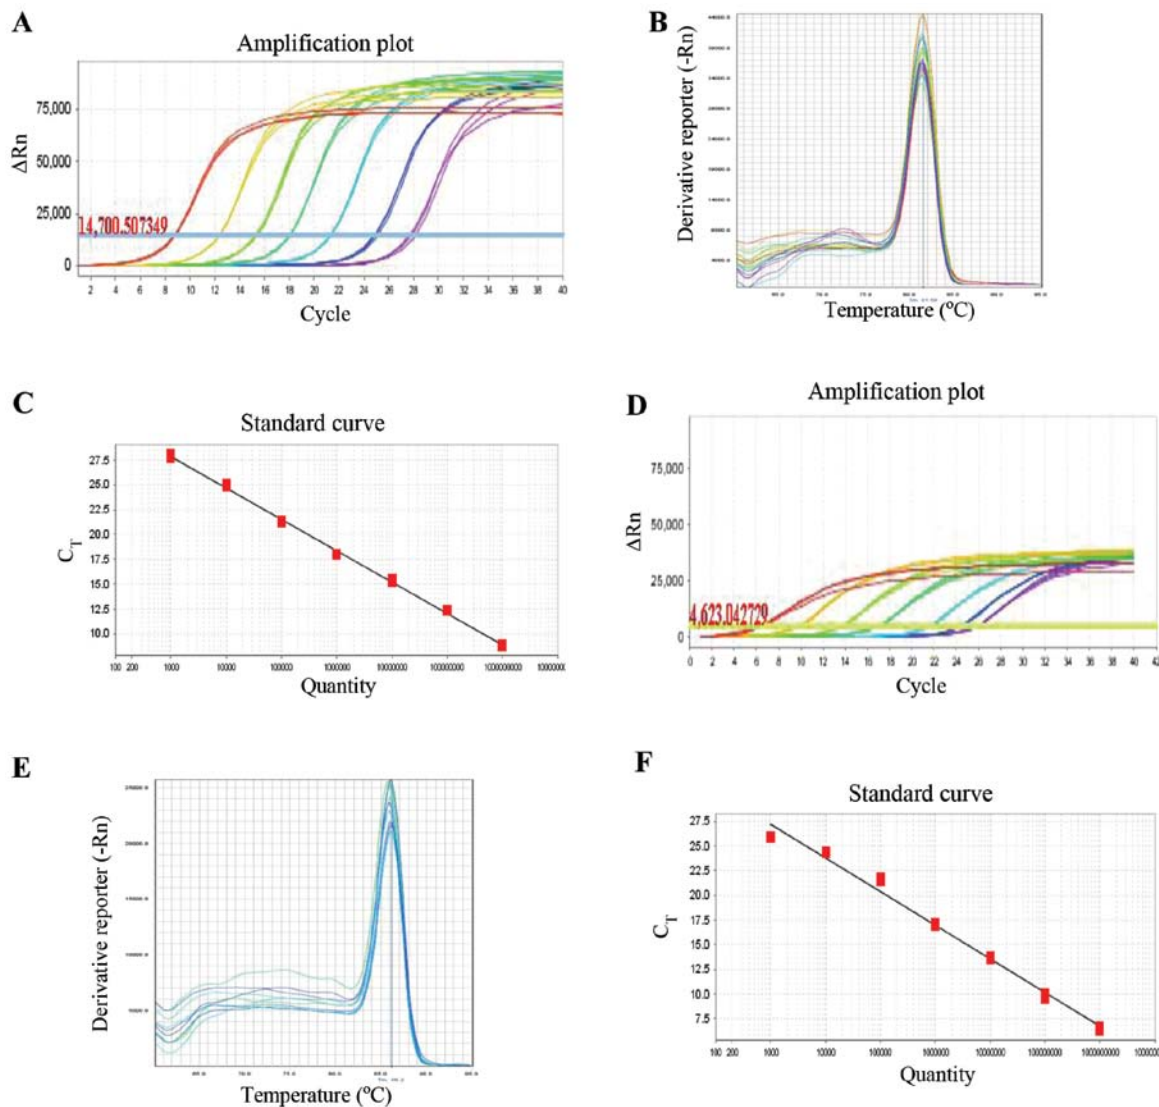 A
Amplification plot
ΔRn
75,000
50,000
25,000
14,700.507349
0
2 4 6 8 10 12 14 16 18 20 22 24 26 28 30 32 34 36 38 40
Cycle
B
Derivative reporter (-Rn)
Temperature (ºC)
C
Standard curve
C_T
27.5
25.0
22.5
20.0
17.5
15.0
12.5
10.0
100 200 1000 10000 100000 1000000 10000000 100000000 1000000000
Quantity
D
Amplification plot
ΔRn
75,000
50,000
25,000
4,623.042729
0
0 2 4 6 8 10 12 14 16 18 20 22 24 26 28 30 32 34 36 38 40 42
Cycle
E
Derivative reporter (-Rn)
Temperature (ºC)
F
Standard curve
C_T
27.5
25.0
22.5
20.0
17.5
15.0
12.5
10.0
7.5
100 200 1000 10000 100000 1000000 10000000 100000000 1000000000
Quantity